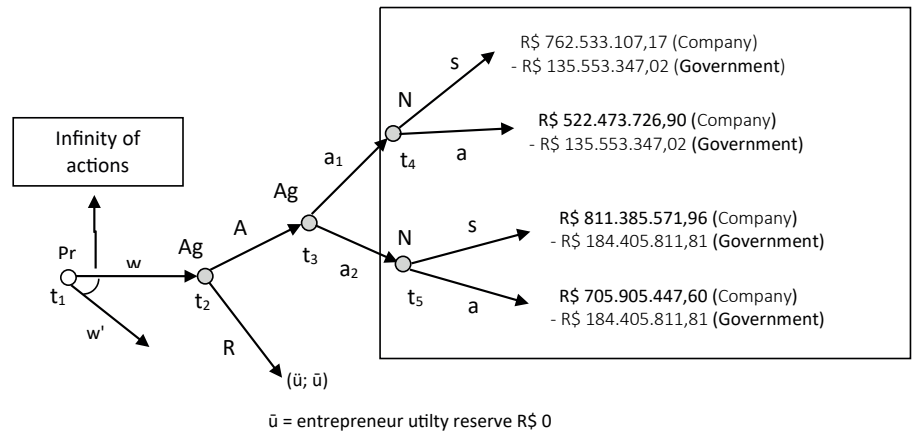 R$ 762.533.107,17 (Company)
- R$ 135.553.347,02 (Government)
s
N
R$ 522.473.726,90 (Company)
- R$ 135.553.347,02 (Government)
a
t4
Infinity of
actions
a1
Ag
A
t3
a2
R$ 811.385.571,96 (Company)
- R$ 184.405.811,81 (Government)
s
N
t5
R$ 705.905.447,60 (Company)
- R$ 184.405.811,81 (Government)
a
Pr
t1
w
w'
Ag
t2
R
(ü; ū)
ū = entrepreneur utilty reserve R$ 0